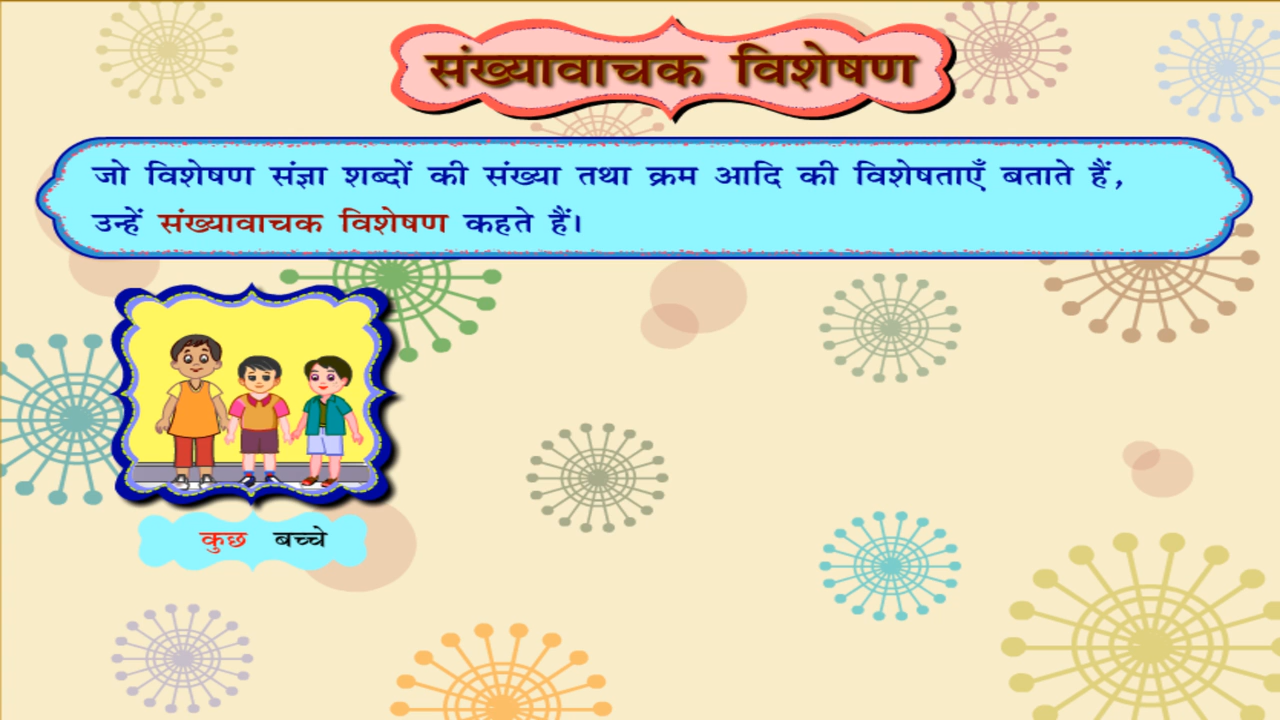 संख्यावाचक विशेषण
जो विशेषण संज्ञा शब्दों की संख्या तथा क्रम आदि की विशेषताएँ बताते हैं,
उन्हें संख्यावाचक विशेषण कहते हैं।
कुछ बच्चे